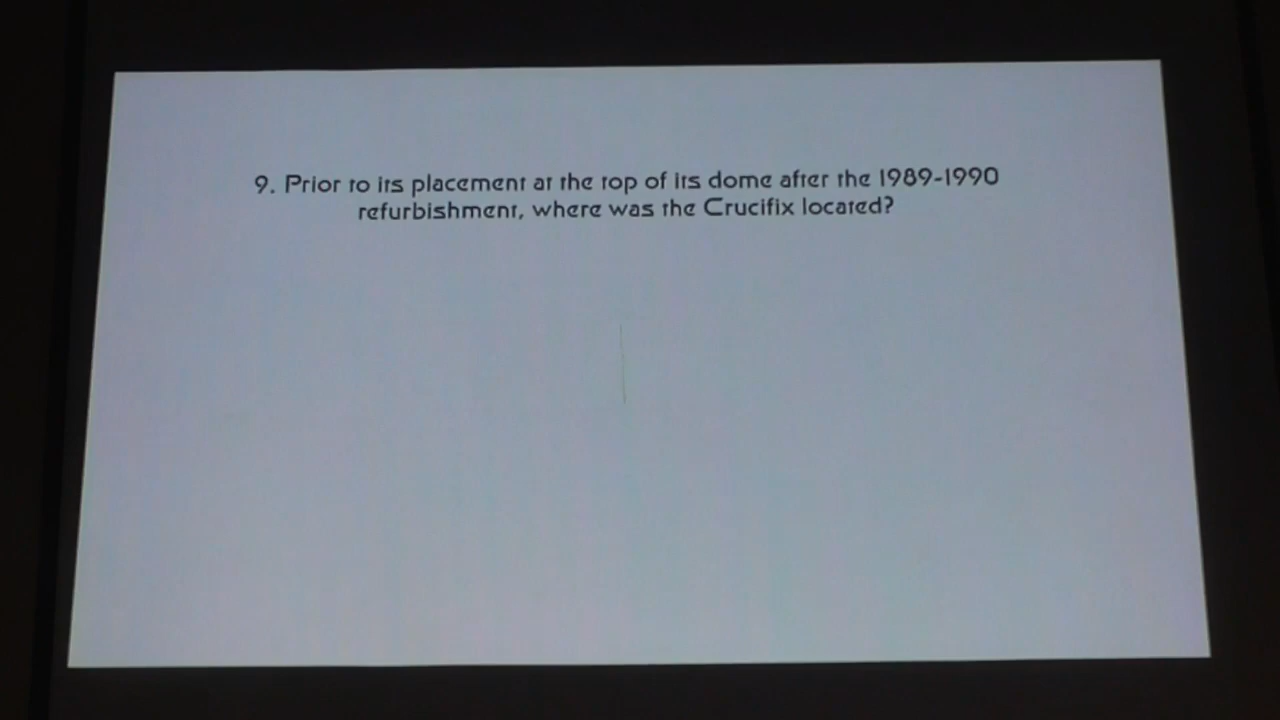 9. Prior to its placement at the top of its dome after the 1989-1990
refurbishment, where was the Crucifix located?